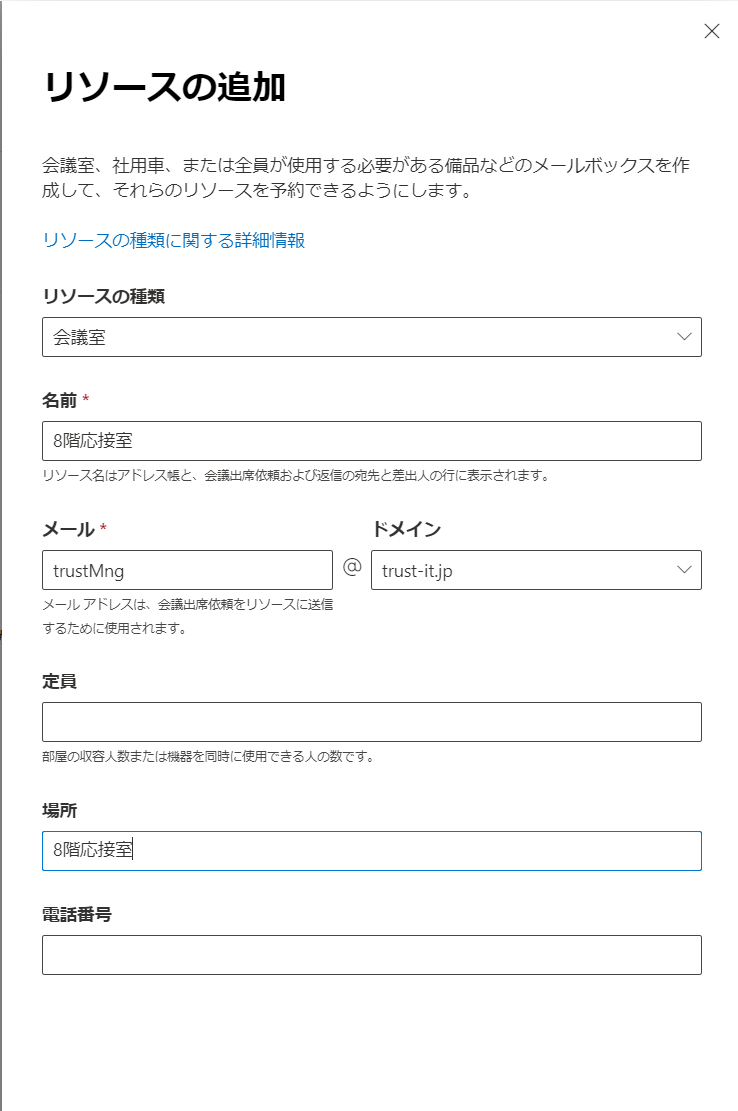 リソースの追加
会議室、社用車、または全員が使用する必要がある備品などのメールボックスを作
成して、それらのリソースを予約できるようにします。
リソースの種類に関する詳細情報
リソースの種類
会議室
名前 *
8階応接室
リソース名はアドレス帳と、会議出席依頼および返信の宛先と差出人の行に表示されます。
メール * ドメイン
trustMng @ trust-it.jp
メール アドレスは、会議出席依頼をリソースに送信
するために使用されます。
定員
部屋の収容人数または機器を同時に使用できる人の数です。
場所
8階応接室
電話番号